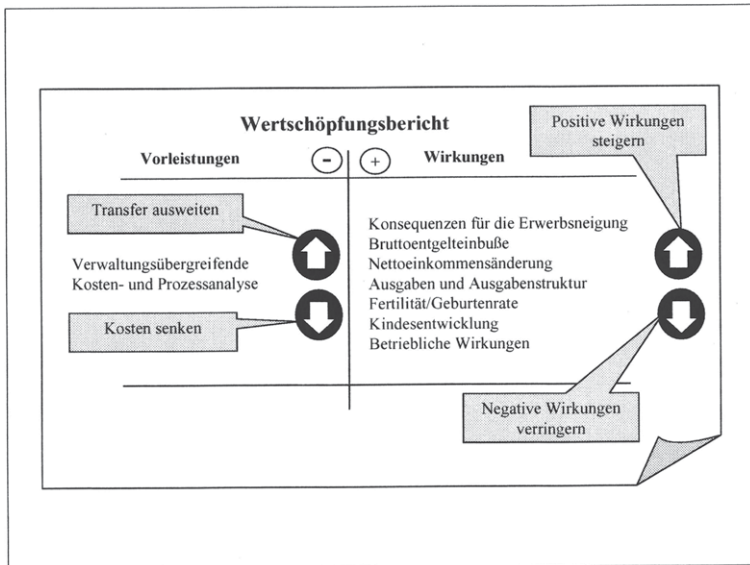 Wertschöpfungsbericht
Positive Wirkungen
steigern
Vorleistungen
-
+
Wirkungen
Transfer ausweiten
Verwaltungsübergreifende
Kosten- und Prozessanalyse
Kosten senken
Konsequenzen für die Erwerbsneigung
Bruttoentgelteinbuße
Nettoeinkommensänderung
Ausgaben und Ausgabenstruktur
Fertilität/Geburtenrate
Kindesentwicklung
Betriebliche Wirkungen
Negative Wirkungen
verringern